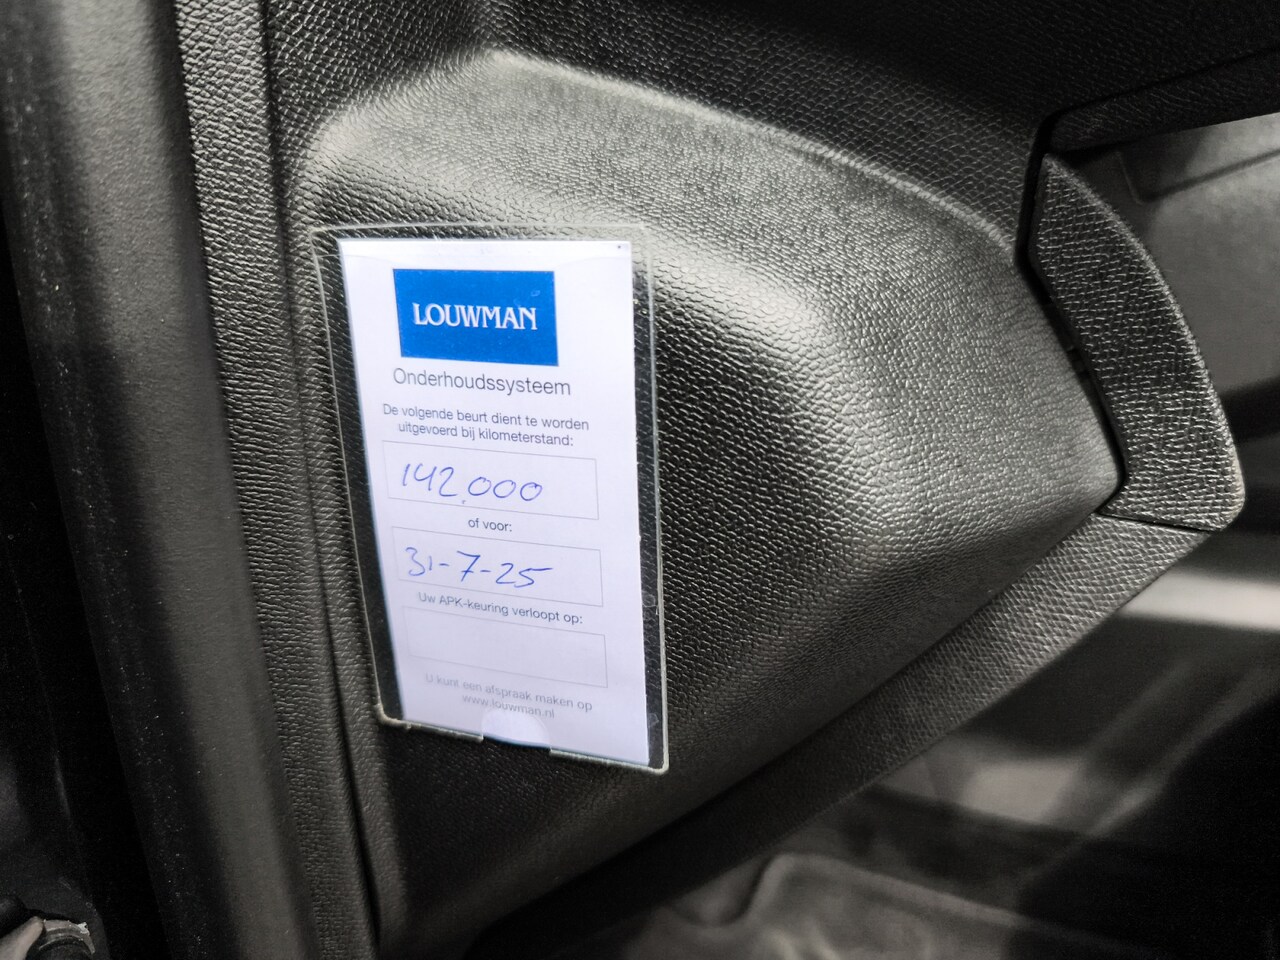 LOUWMAN
Onderhoudssysteem
De volgende beurt dient te worden
uitgevoerd bij kilometerstand:
142.000
of voor:
31-7-25
Uw APK-keuring verloopt op:
U kunt een afspraak maken op
www.louwman.nl